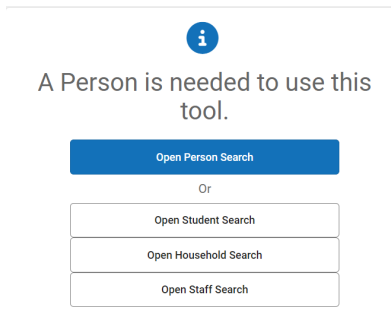 A Person is needed to use this
tool.
Open Person Search
Or
Open Student Search
Open Household Search
Open Staff Search